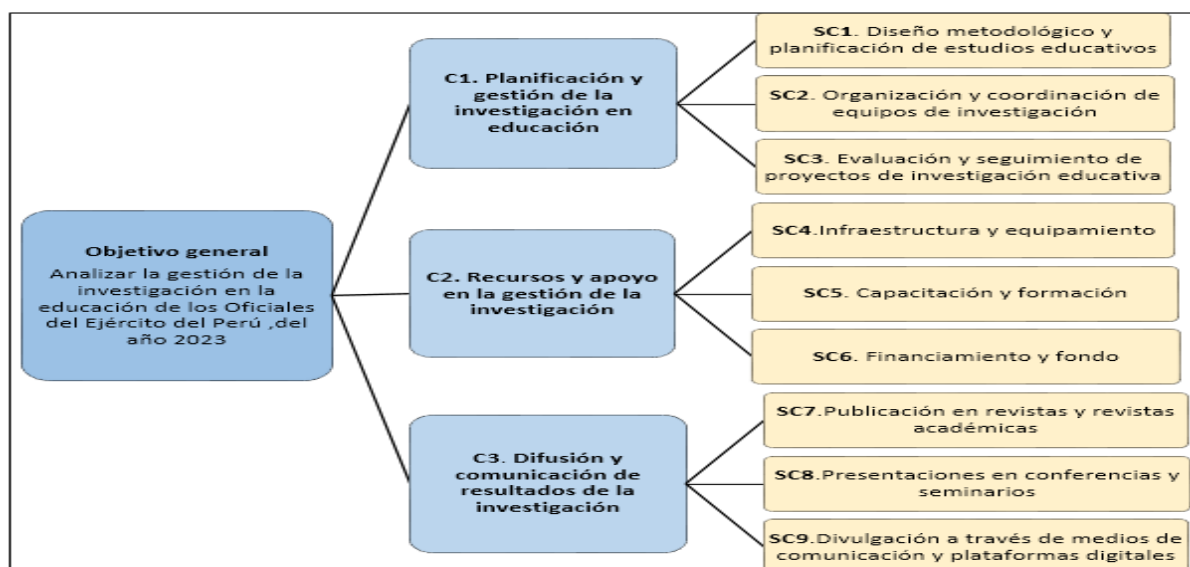 Objetivo general
Analizar la gestión de la
investigación en la
educación de los Oficiales
del Ejército del Perú ,del
año 2023
C1. Planificación y
gestión de la
investigación en
educación
SC1. Diseño metodológico y
planificación de estudios educativos
SC2. Organización y coordinación de
equipos de investigación
SC3. Evaluación y seguimiento de
proyectos de investigación educativa
C2. Recursos y apoyo
en la gestión de la
investigación
SC4.Infraestructura y equipamiento
SC5. Capacitación y formación
SC6. Financiamiento y fondo
C3. Difusión y
comunicación de
resultados de la
investigación
SC7.Publicación en revistas y revistas
académicas
SC8.Presentaciones en conferencias y
seminarios
SC9.Divulgación a través de medios de
comunicación y plataformas digitales